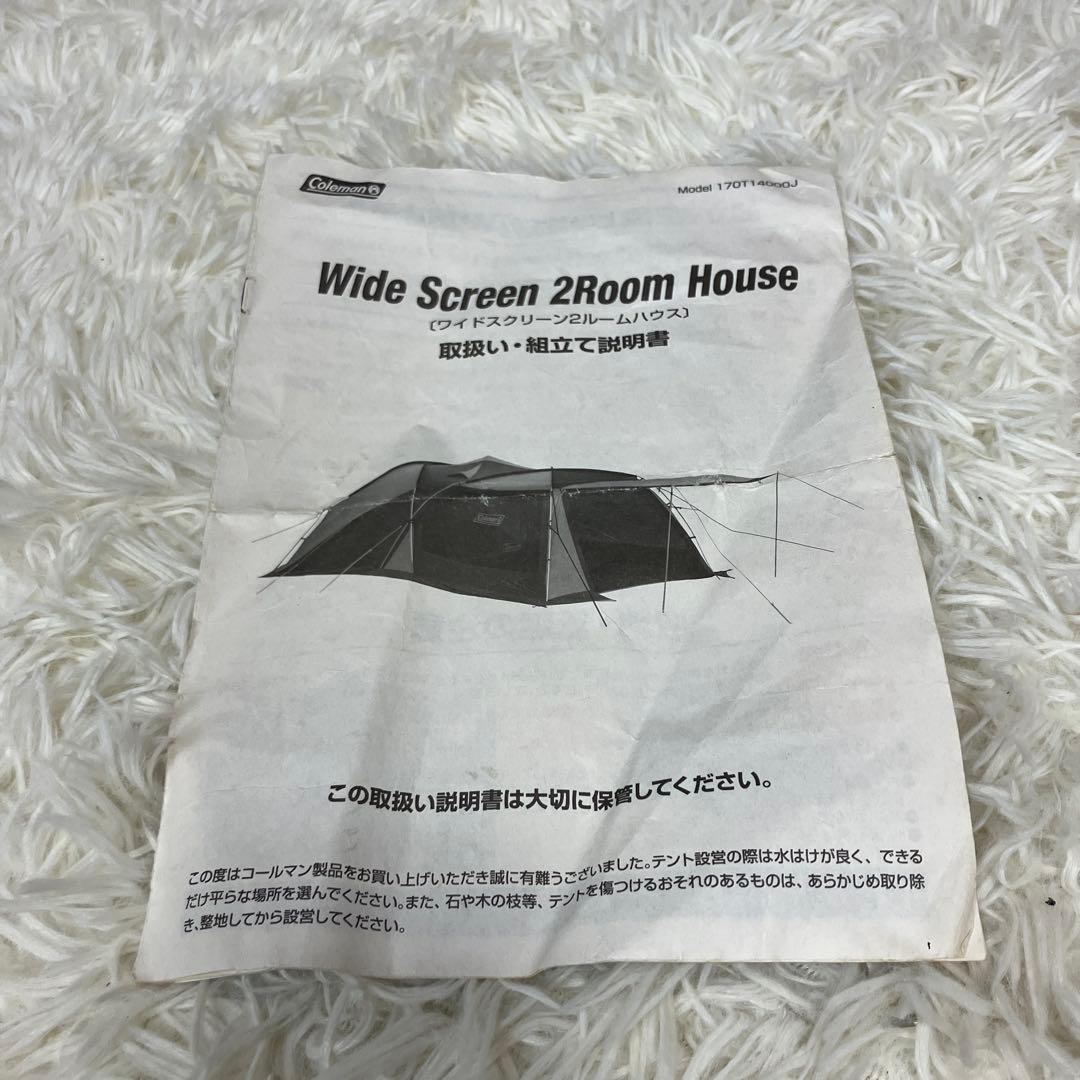 Coleman
Model
Wide Screen 2Room House
〔ワイドスクリーン2ルームハウス〕
取扱い・組立て説明書
Coleman
この取扱い説明書は大切に保管してください。
この度はコールマン製品をお買い上げいただき誠に有難うございました。テント設営の際は水はけが良く、できる
だけ平らな場所を選んでください。また、石や木の枝等、テントを傷つけるおそれのあるものは、あらかじめ取り除
き、整地してから設営してください。